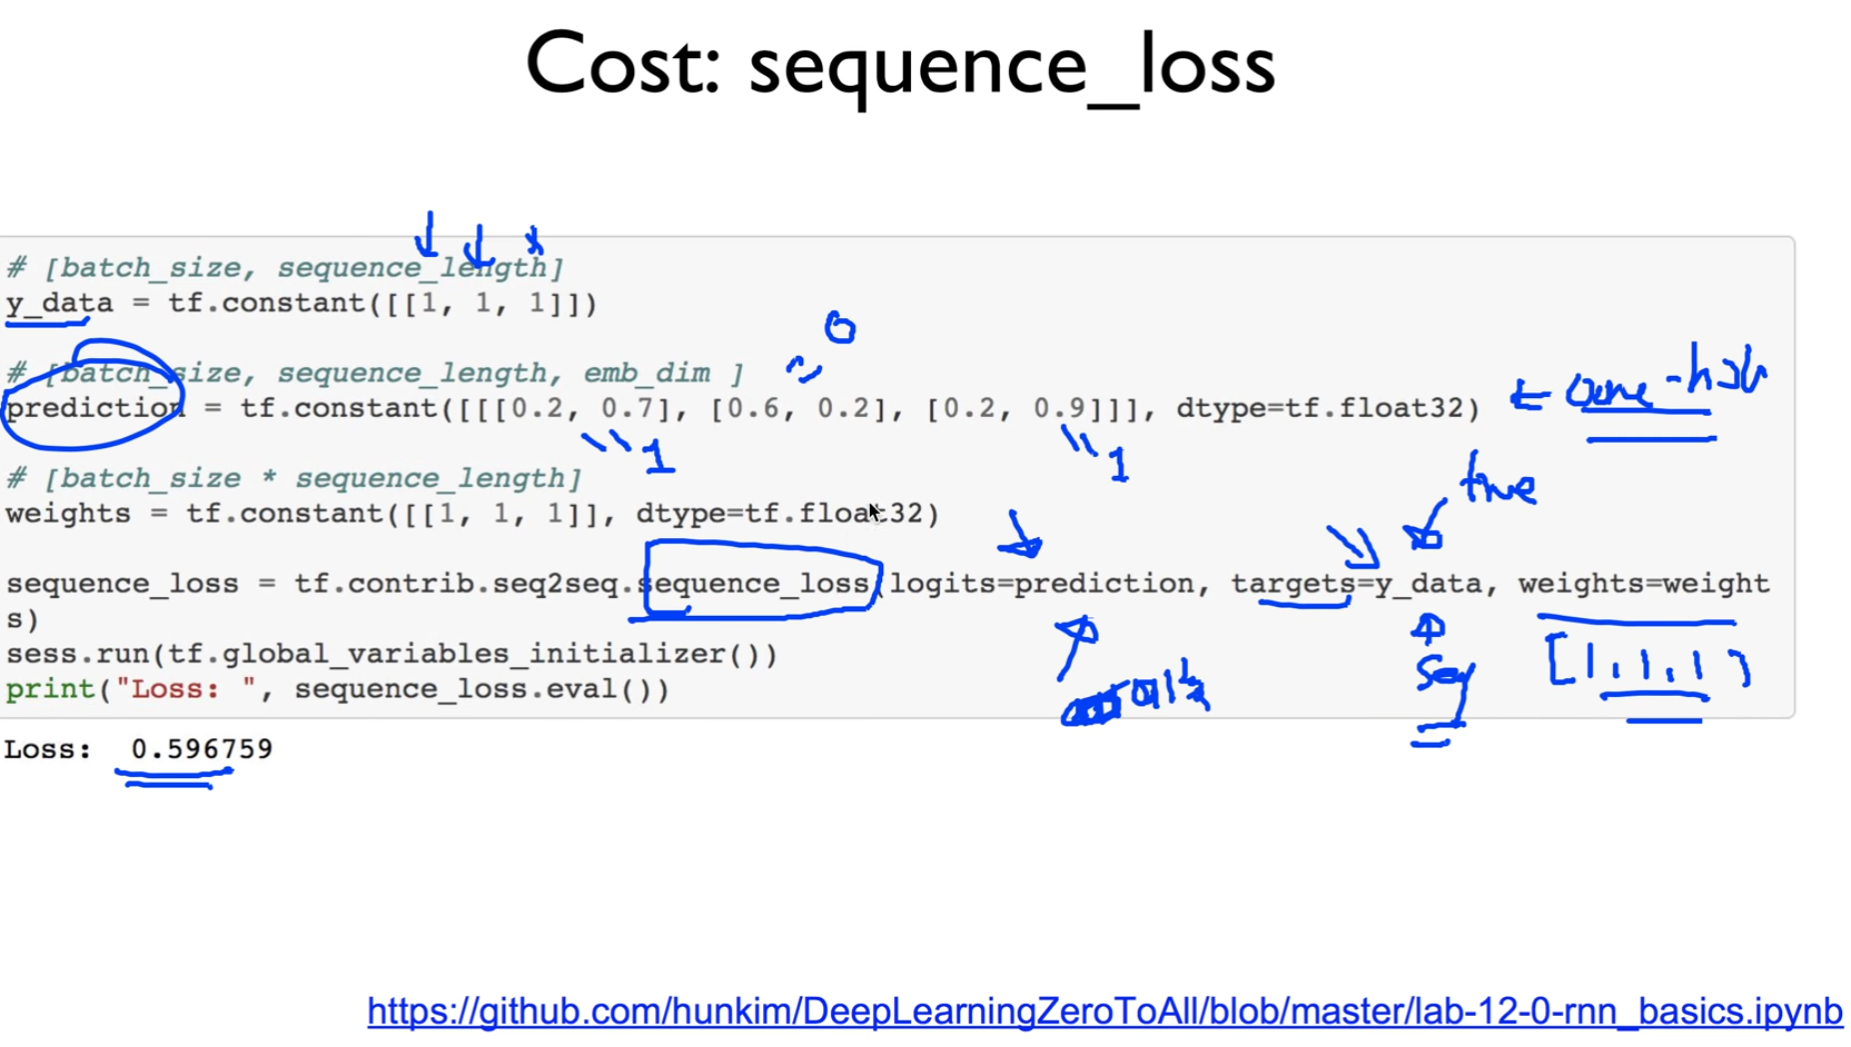 Cost: sequence_loss
# [batch_size, sequence_length]
y_data = tf.constant([[1, 1, 1]])
0
# [batch_size, sequence_length, emb_dim ]
prediction = tf.constant([[[0.2, 0.7], [0.6, 0.2], [0.2, 0.9]]], dtype=tf.float32) one-hot
1 1
# [batch_size * sequence_length]
true
weights = tf.constant([[1, 1, 1]], dtype=tf.float32)
sequence_loss = tf.contrib.seq2seq.sequence_loss(logits=prediction, targets=y_data, weights=weight
s)
sess.run(tf.global_variables_initializer())
print("Loss: ", sequence_loss.eval())
seq [1, 1, 1]
Loss: 0.596759
https://github.com/hunkim/DeepLearningZeroToAll/blob/master/lab-12-0-rnn_basics.ipynb